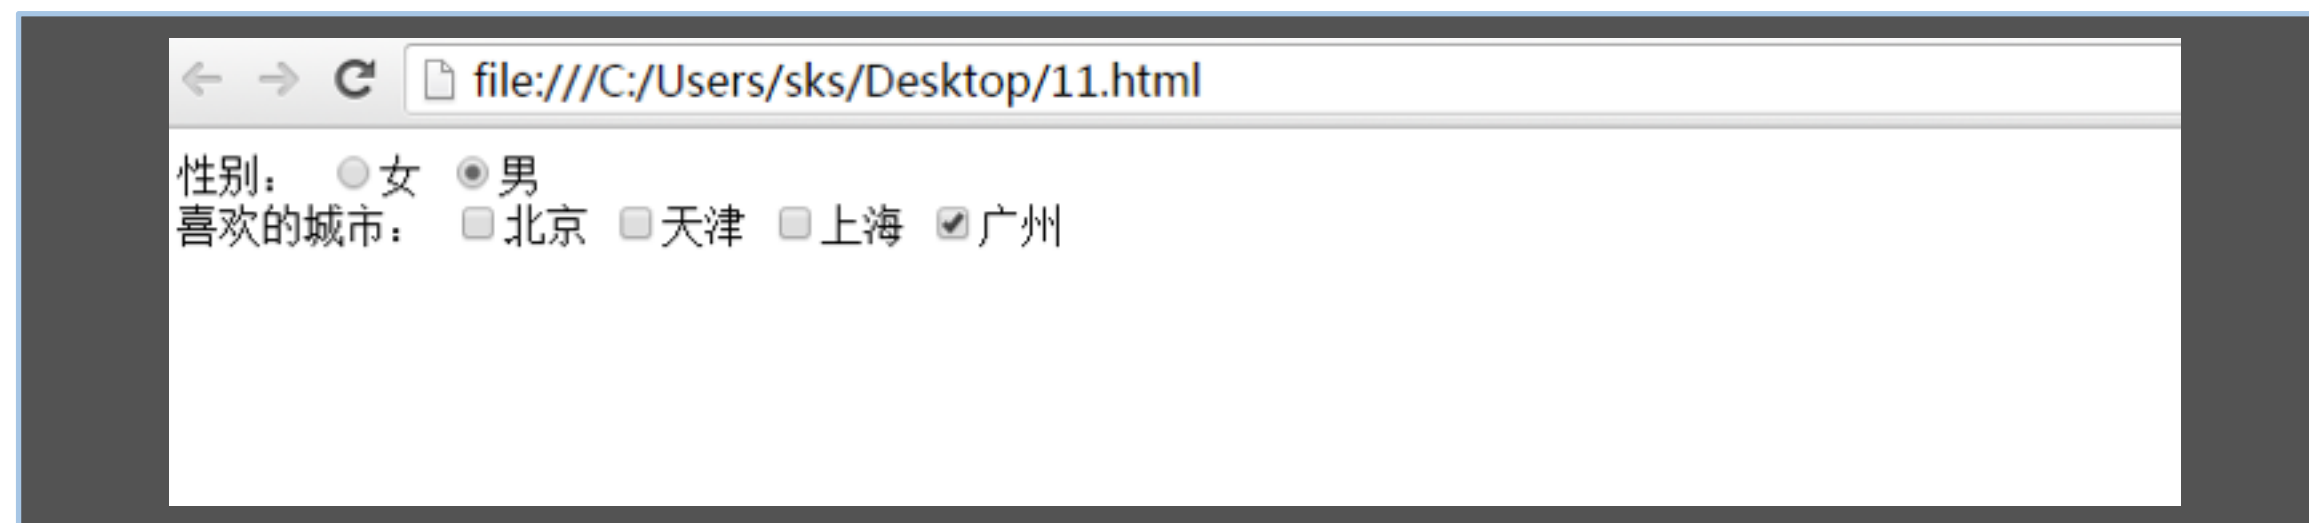 file:///C:/Users/sks/Desktop/11.html
性别： 女 男
喜欢的城市： 北京 天津 上海 广州